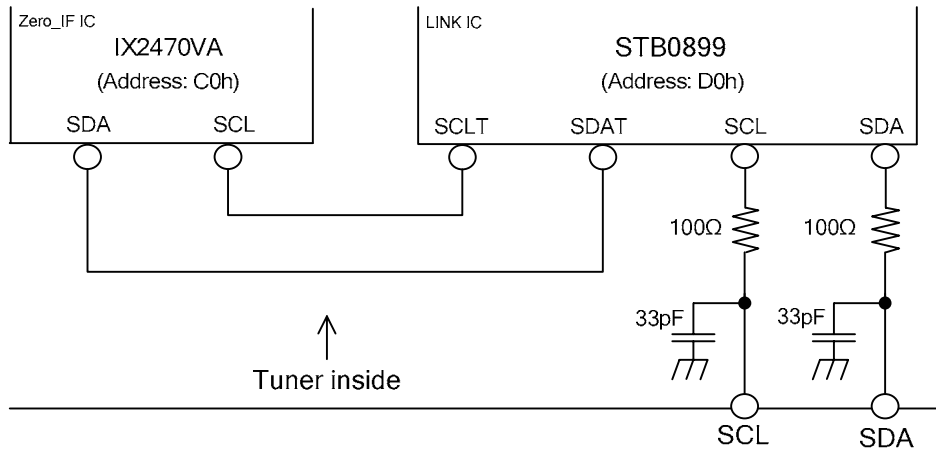 Zero_IF IC
IX2470VA
(Address: C0h)
SDA
SCL
LINK IC
STB0899
(Address: D0h)
SCLT
SDAT
SCL
SDA
100Ω
100Ω
33pF
33pF
Tuner inside
SCL
SDA